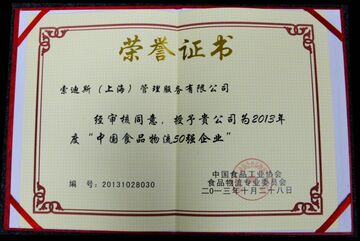 荣誉证书
索迪斯（上海）管理服务有限公司
经审核同意，授予贵公司为2013年
度“中国食品物流50强企业”
中国食品工业协会
食品物流专业委员会
编 号：20131028030
二〇一三年十月二十八日